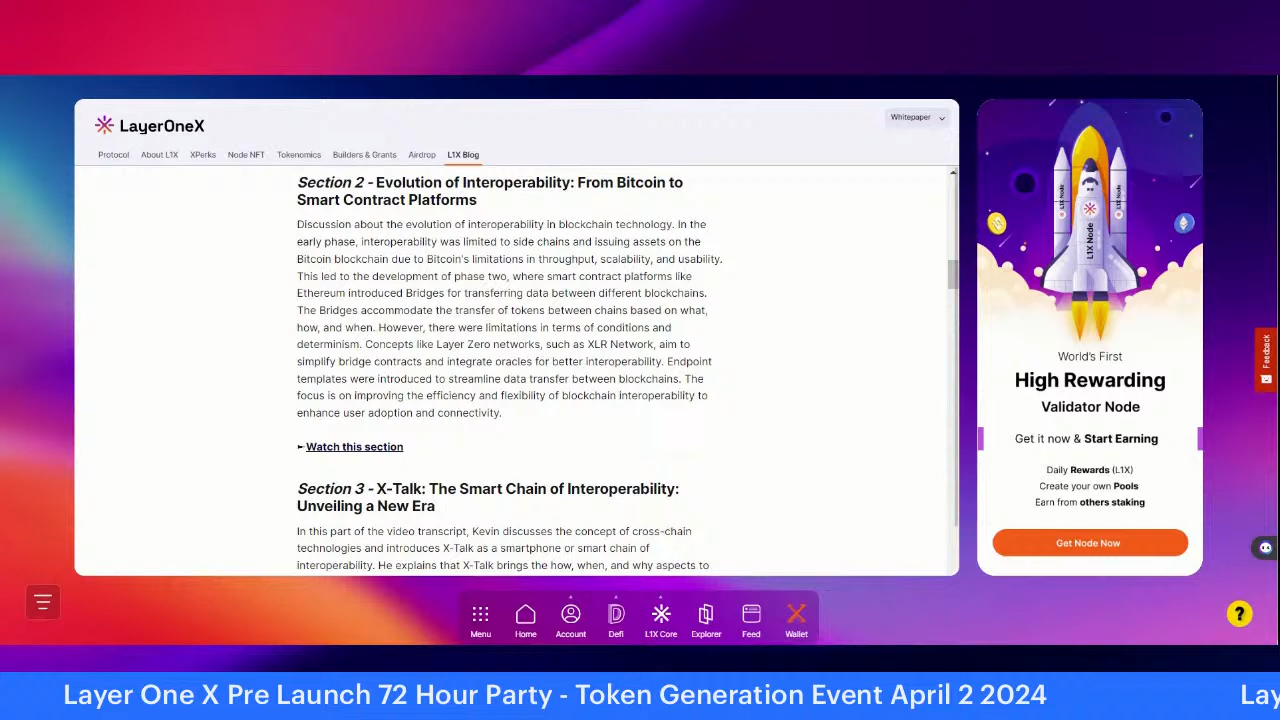 LayerOneX
Whitepaper
Protocol About L1X XPerks Node NFT Tokenomics Builders & Grants Airdrop L1X Blog
Section 2 - Evolution of Interoperability: From Bitcoin to
Smart Contract Platforms
Discussion about the evolution of interoperability in blockchain technology. In the
early phase, interoperability was limited to side chains and issuing assets on the
Bitcoin blockchain due to Bitcoin's limitations in throughput, scalability, and usability.
This led to the development of phase two, where smart contract platforms like
Ethereum introduced Bridges for transferring data between different blockchains.
The Bridges accommodate the transfer of tokens between chains based on what,
how, and when. However, there were limitations in terms of conditions and
determinism. Concepts like Layer Zero networks, such as XLR Network, aim to
simplify bridge contracts and integrate oracles for better interoperability. Endpoint
templates were introduced to streamline data transfer between blockchains. The
focus is on improving the efficiency and flexibility of blockchain interoperability to
enhance user adoption and connectivity.
Watch this section
Section 3 - X-Talk: The Smart Chain of Interoperability:
Unveiling a New Era
In this part of the video transcript, Kevin discusses the concept of cross-chain
technologies and introduces X-Talk as a smartphone or smart chain of
interoperability. He explains that X-Talk brings the how, when, and why aspects to
L1X Node
L1X Node
L1X Node
World's First
High Rewarding
Validator Node
Get it now & Start Earning
Daily Rewards (L1X)
Create your own Pools
Earn from others staking
Get Node Now
Feedback
?
Menu Home Account Defi L1X Core Explorer Feed Wallet
Layer One X Pre Launch 72 Hour Party - Token Generation Event April 2 2024 Lay